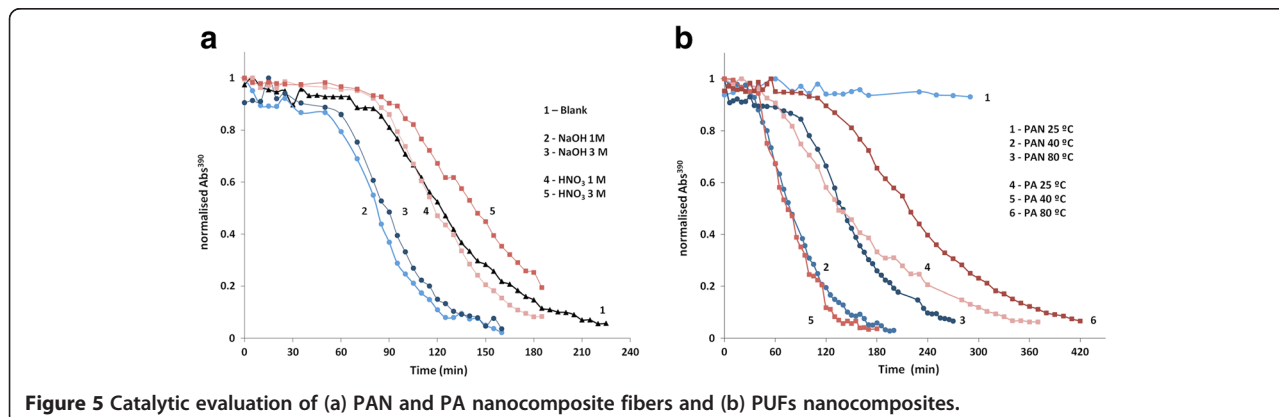 a
normalised Abs³⁹⁰
1
0.8
0.6
0.4
0.2
0
0 30 60 90 120 150 180 210 240
Time (min)
1 – Blank
2 - NaOH 1M
3 - NaOH 3 M
4 - HNO₃ 1 M
5 - HNO₃ 3 M
2
3
4
5
1
b
normalised Abs³⁹⁰
1
0.8
0.6
0.4
0.2
0
0 60 120 180 240 300 360 420
Time (min)
1 - PAN 25 ºC
2 - PAN 40 ºC
3 - PAN 80 ºC
4 - PA 25 ºC
5 - PA 40 ºC
6 - PA 80 ºC
1
2
4
5
3
6
Figure 5 Catalytic evaluation of (a) PAN and PA nanocomposite fibers and (b) PUFs nanocomposites.